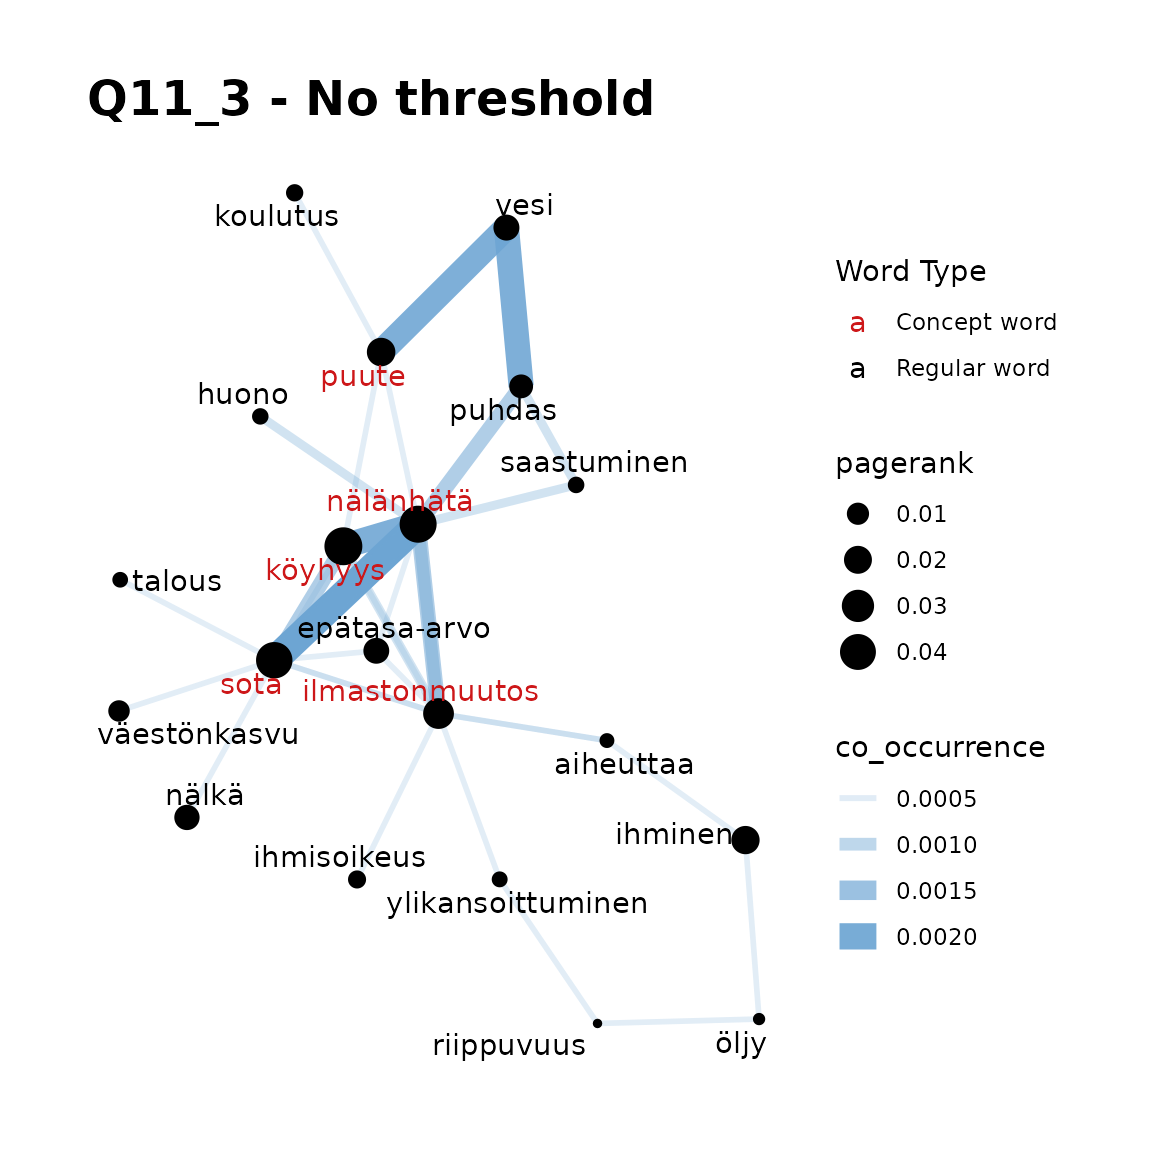 Q11_3 - No threshold
koulutus
vesi
puute
huono
puhdas
saastuminen
nälänhätä
köyhyys
talous
epätasa-arvo
sota
ilmastonmuutos
väestönkasvu
aiheuttaa
nälkä
ihminen
ihmisoikeus
ylikansoittuminen
riippuvuus
öljy
Word Type
a Concept word
a Regular word
pagerank
0.01
0.02
0.03
0.04
co_occurrence
0.0005
0.0010
0.0015
0.0020